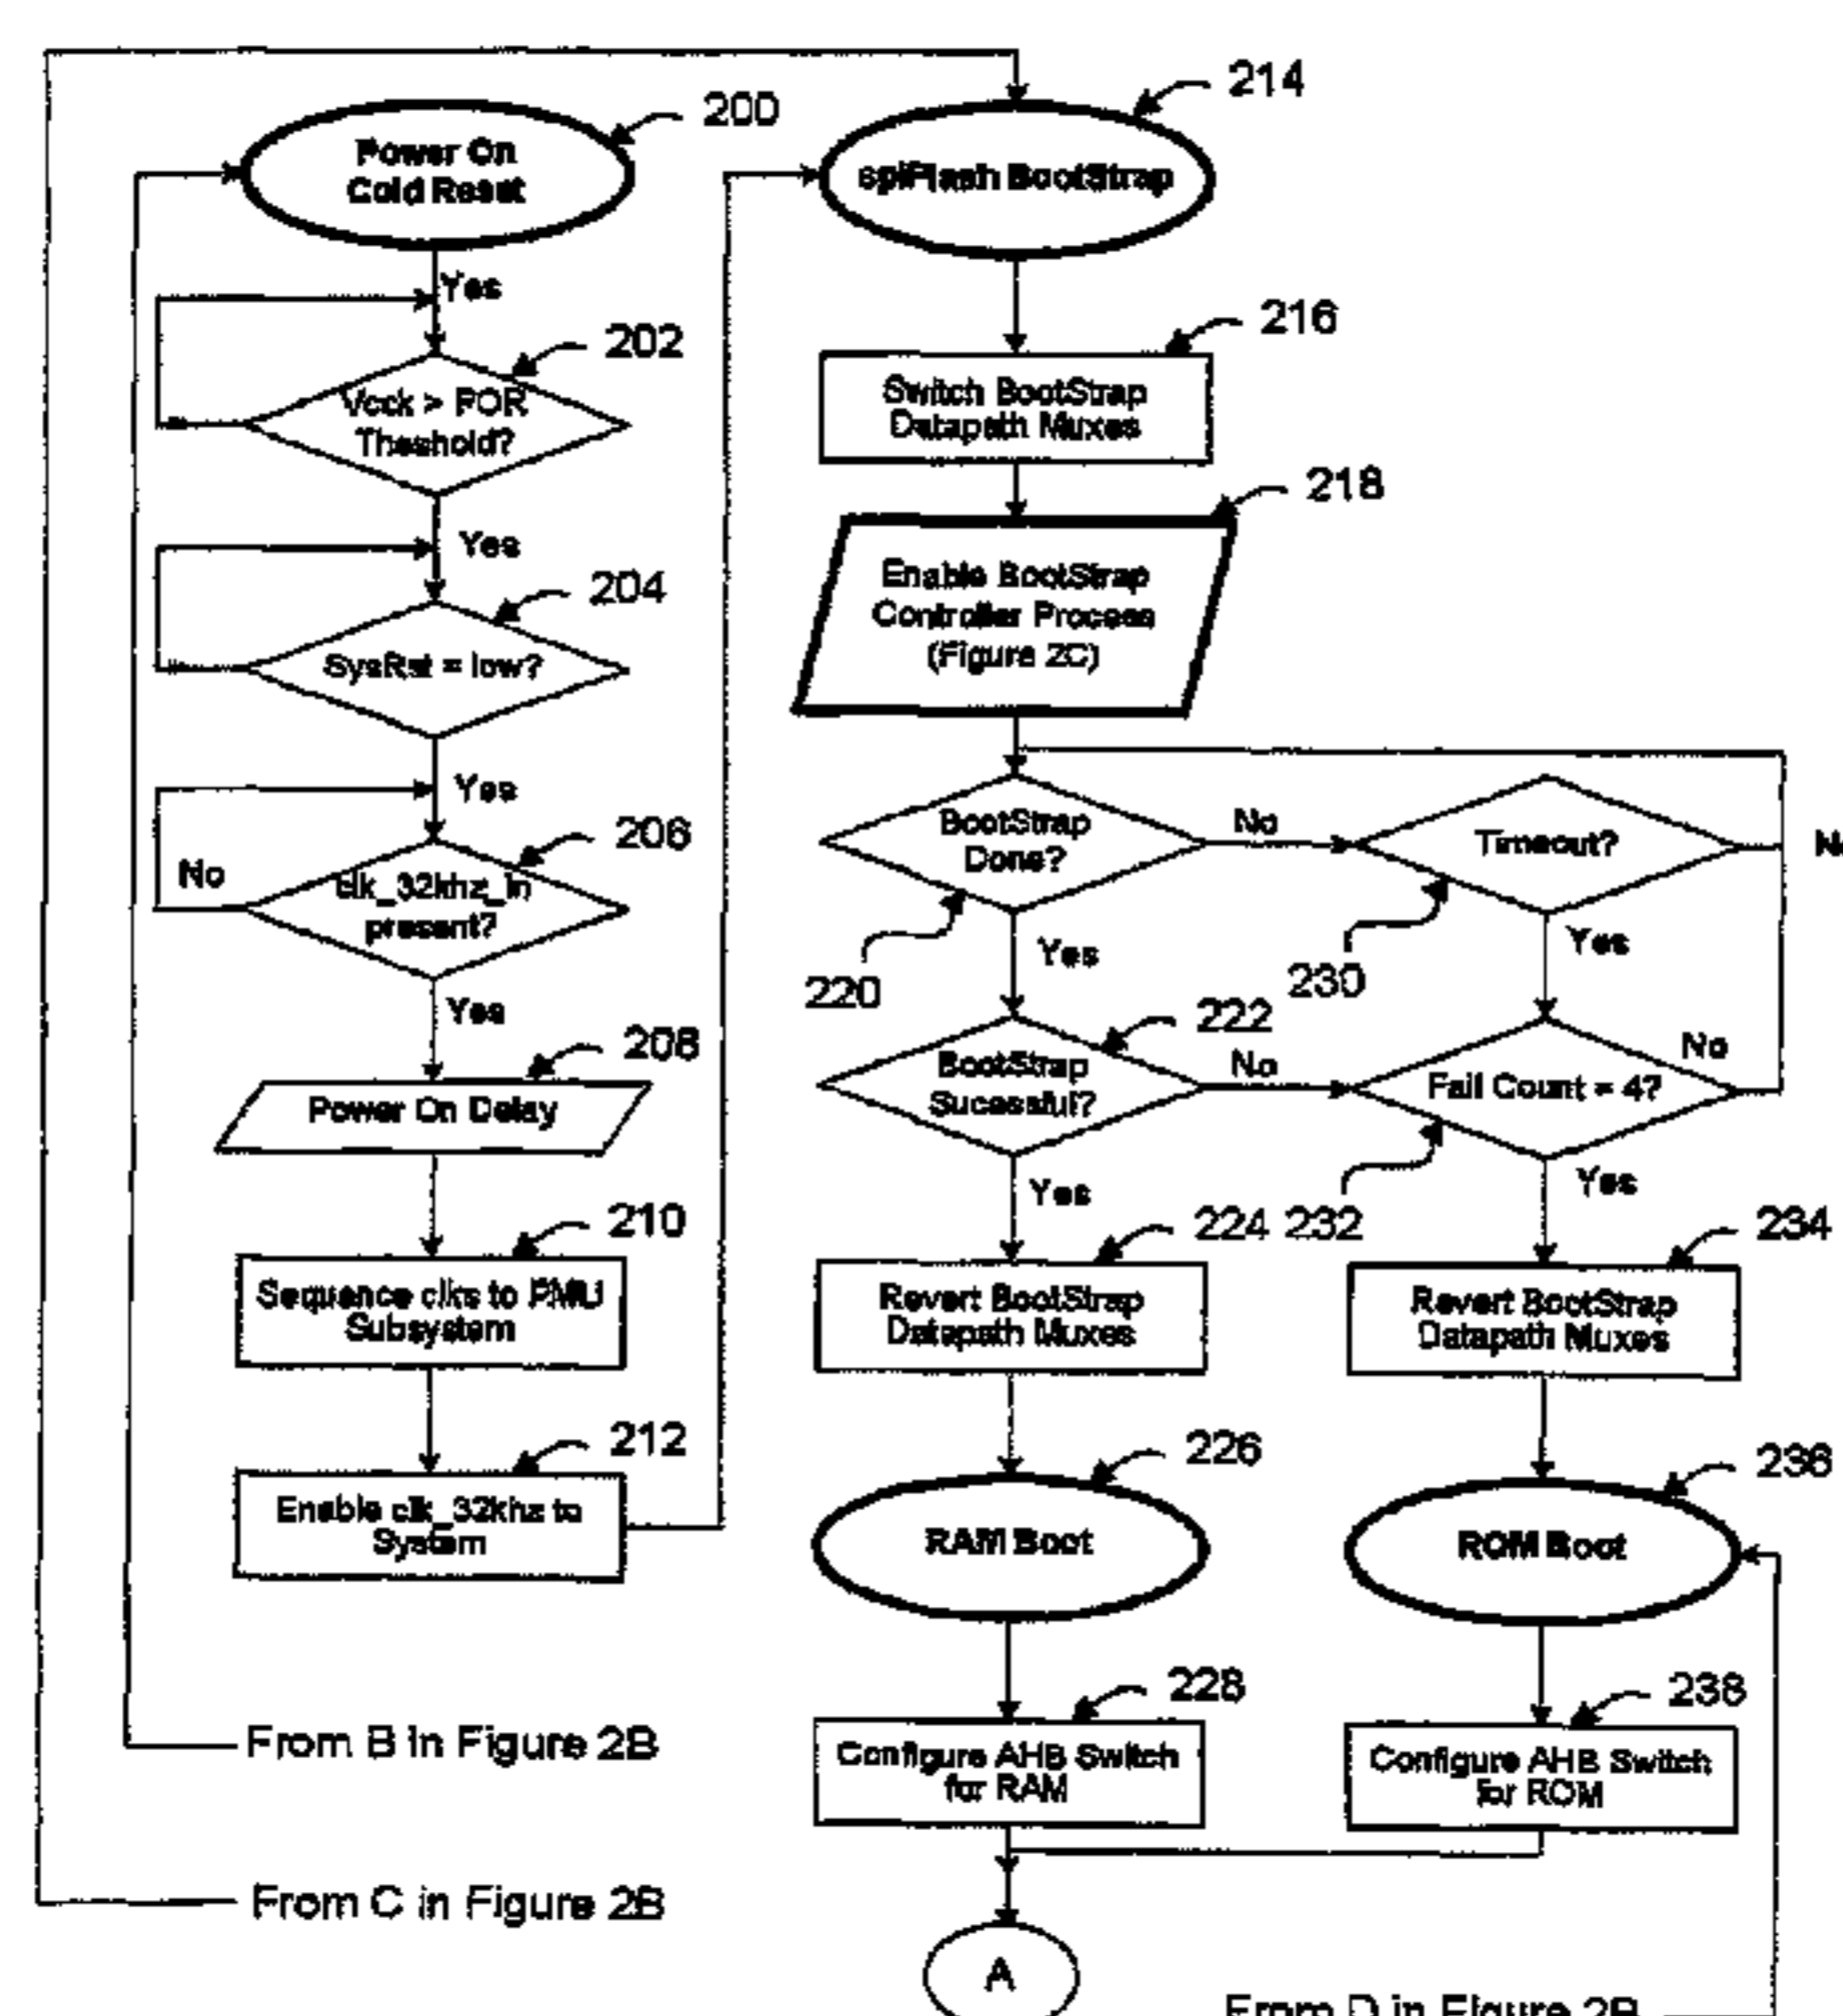 200
Power On
Cold Reset
Yes
202
Vcck > POR
Theshold?
Yes
204
SysRst = low?
Yes
206
No
clk_32khz_in
present?
Yes
208
Power On Delay
210
Sequence clks to PMU
Subsystem
212
Enable clk_32khz to
System
From B in Figure 2B
From C in Figure 2B
214
spiFlash BootStrap
216
Switch BootStrap
Datapath Muxes
218
Enable BootStrap
Controller Process
(Figure 2C)
BootStrap
Done?
No
220
Yes
Timeout?
No
230
Yes
222
BootStrap
Sucessful?
No
Yes
Fail Count = 4?
No
232
Yes
224
Revert BootStrap
Datapath Muxes
234
Revert BootStrap
Datapath Muxes
226
RAM Boot
236
ROM Boot
228
Configure AHB Switch
for RAM
238
Configure AHB Switch
for ROM
A
From D in Figure 2B